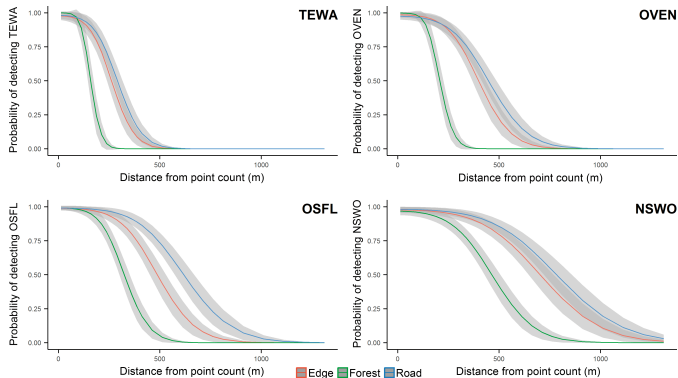 TEWA
Probability of detecting TEWA
1.00
0.75
0.50
0.25
0.00
0
500
1000
Distance from point count (m)
OVEN
Probability of detecting OVEN
1.00
0.75
0.50
0.25
0.00
0
500
1000
Distance from point count (m)
OSFL
Probability of detecting OSFL
1.00
0.75
0.50
0.25
0.00
0
500
1000
Distance from point count (m)
NSWO
Probability of detecting NSWO
1.00
0.75
0.50
0.25
0.00
0
500
1000
Distance from point count (m)
Edge Forest Road